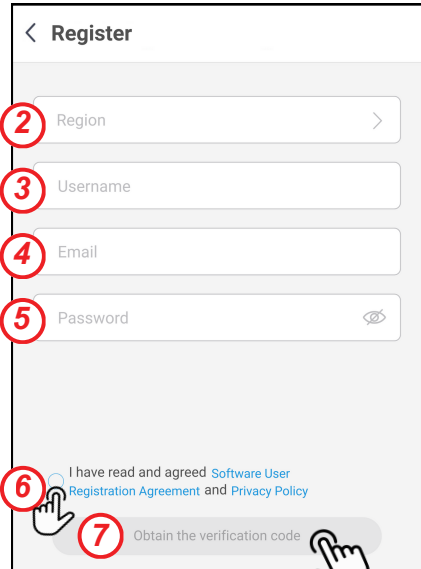 Register
2 Region
3 Username
4 Email
5 Password
I have read and agreed Software User
6 Registration Agreement and Privacy Policy
7 Obtain the verification code